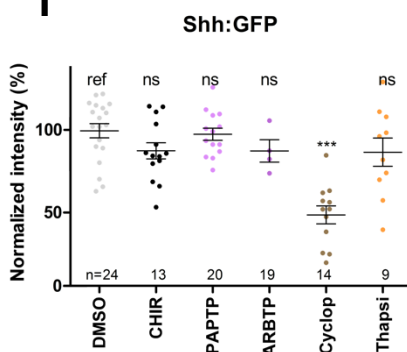 Shh:GFP
Normalized intensity (%)
ref ns ns ns ns
***
100
50
0
n=24 13 20 19 14 9
DMSO
CHIR
PAPTP
ARBTP
Cyclop
Thapsi